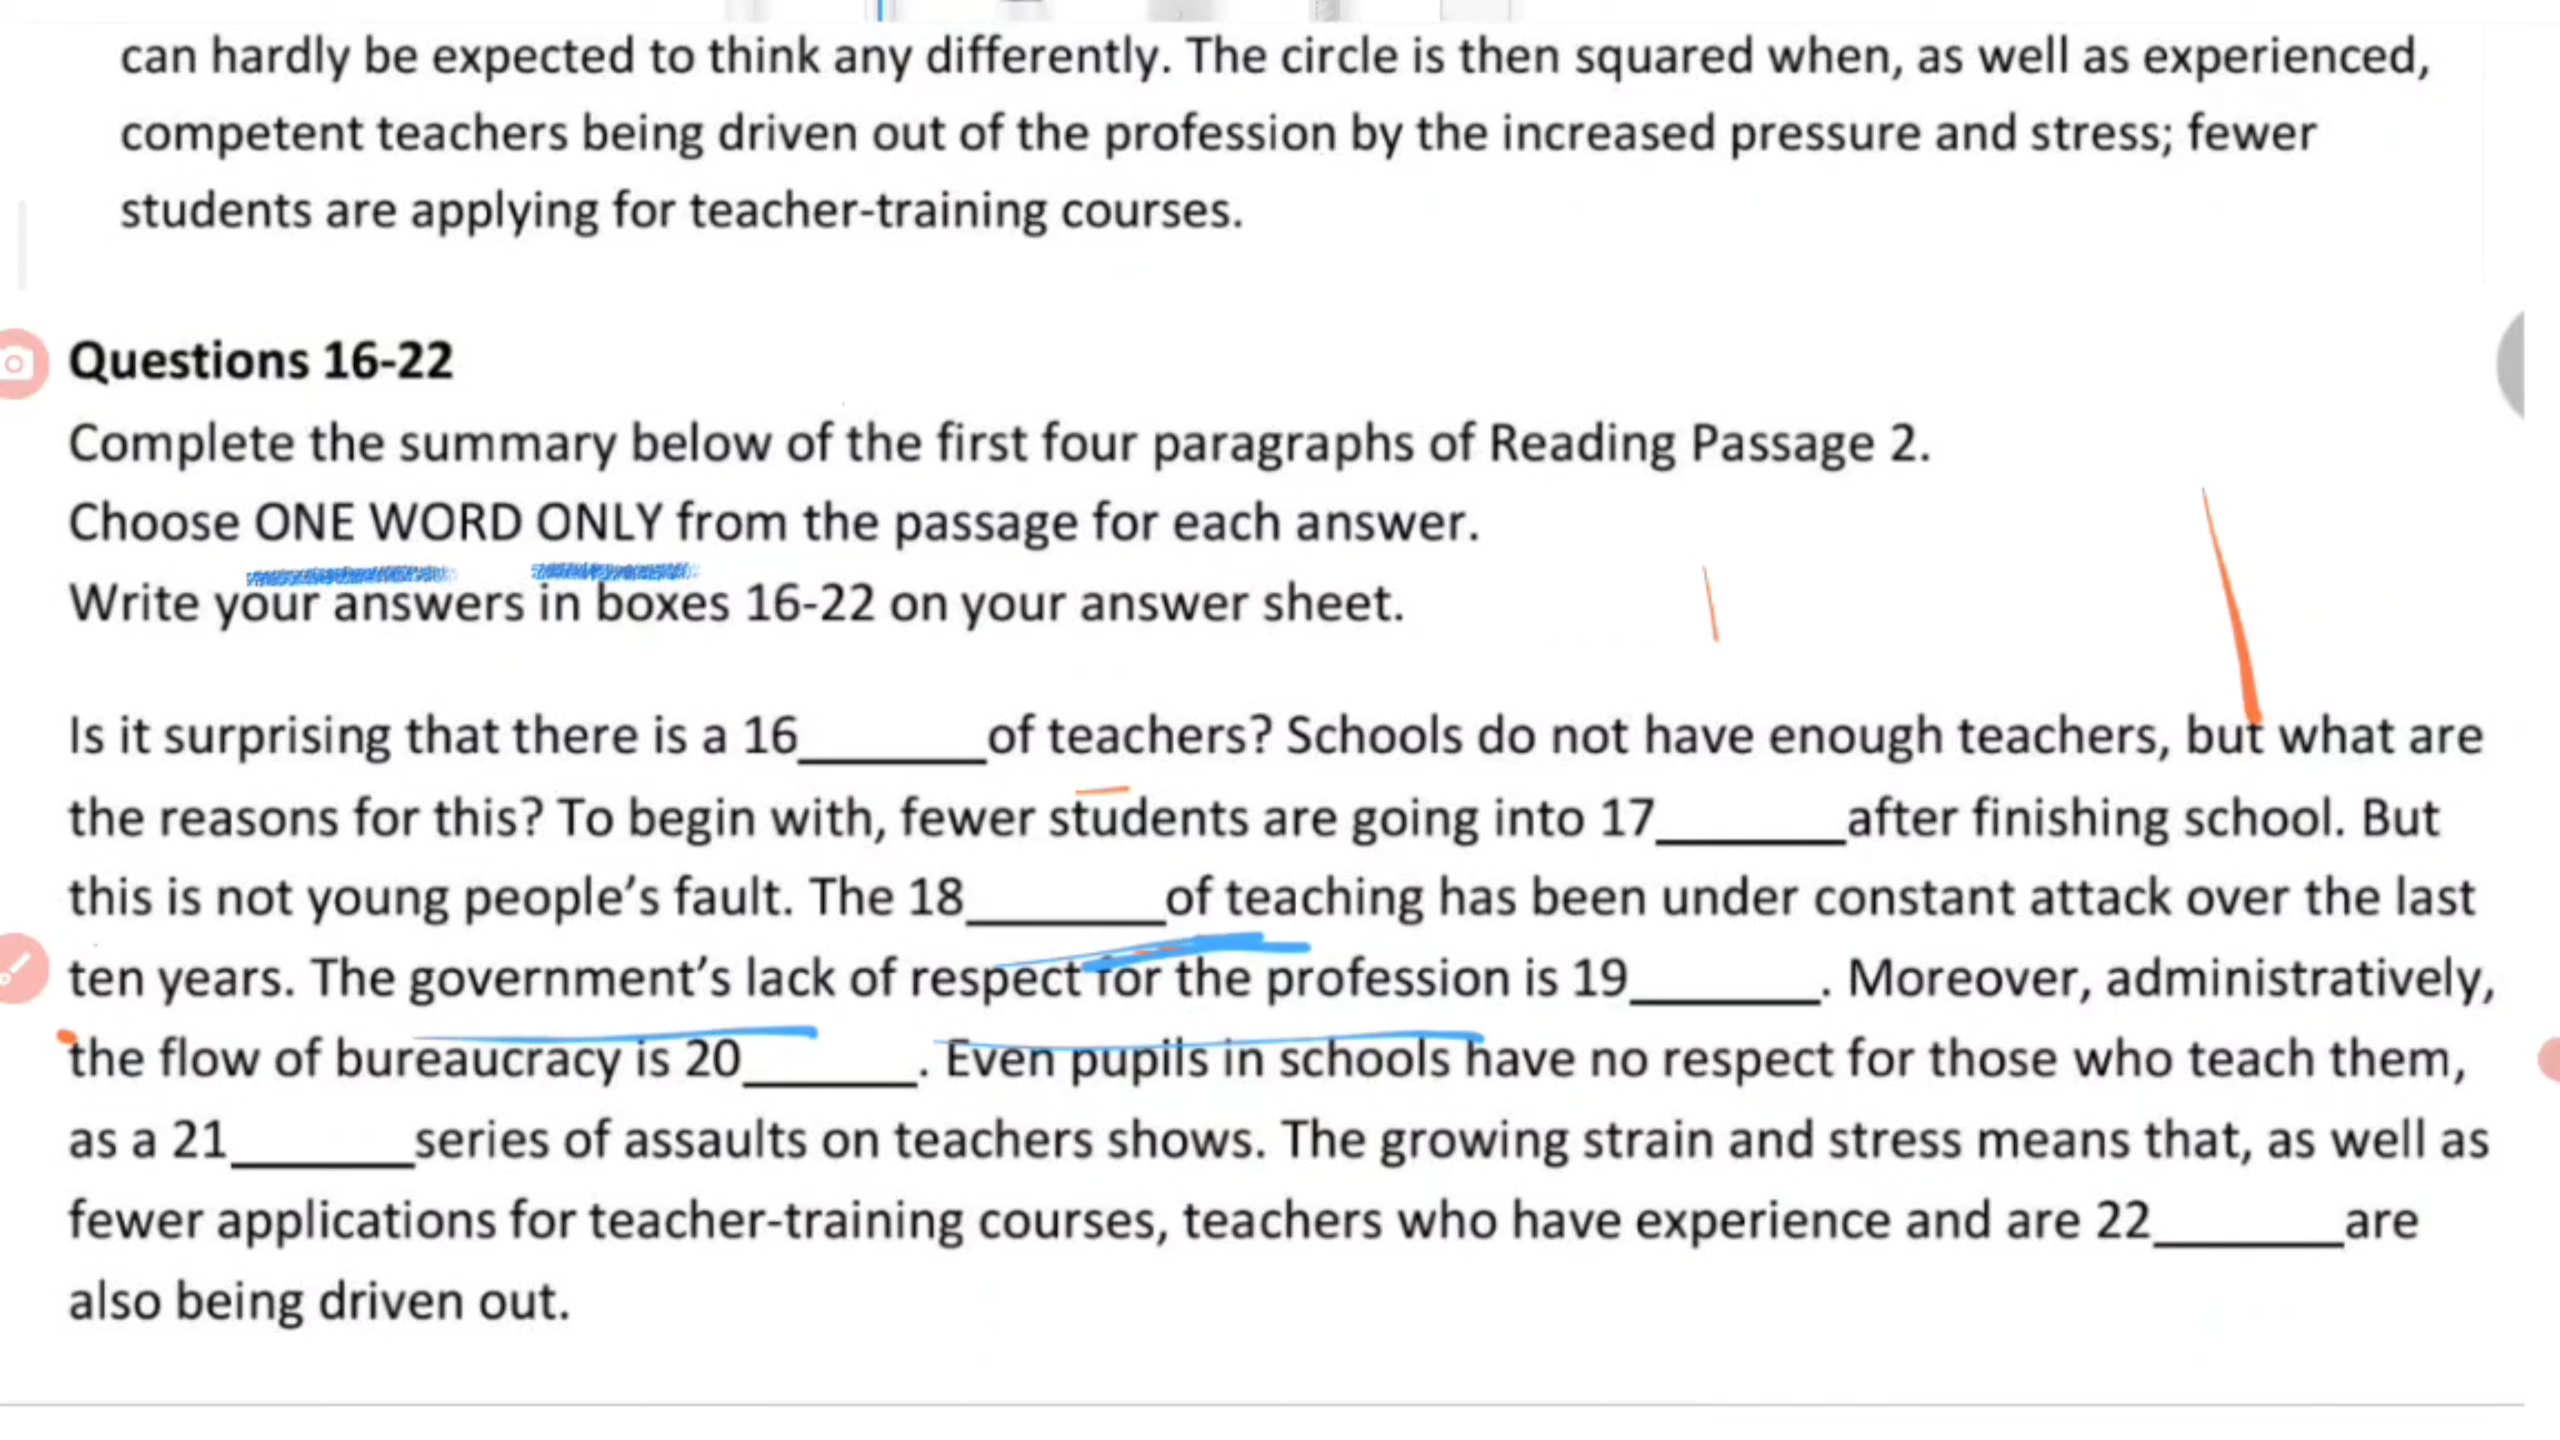 can hardly be expected to think any differently. The circle is then squared when, as well as experienced,
competent teachers being driven out of the profession by the increased pressure and stress; fewer
students are applying for teacher-training courses.
Questions 16-22
Complete the summary below of the first four paragraphs of Reading Passage 2.
Choose ONE WORD ONLY from the passage for each answer.
Write your answers in boxes 16-22 on your answer sheet.
Is it surprising that there is a 16_______of teachers? Schools do not have enough teachers, but what are
the reasons for this? To begin with, fewer students are going into 17_______after finishing school. But
this is not young people’s fault. The 18_______of teaching has been under constant attack over the last
ten years. The government’s lack of respect for the profession is 19_______. Moreover, administratively,
the flow of bureaucracy is 20______. Even pupils in schools have no respect for those who teach them,
as a 21______series of assaults on teachers shows. The growing strain and stress means that, as well as
fewer applications for teacher-training courses, teachers who have experience and are 22_______are
also being driven out.